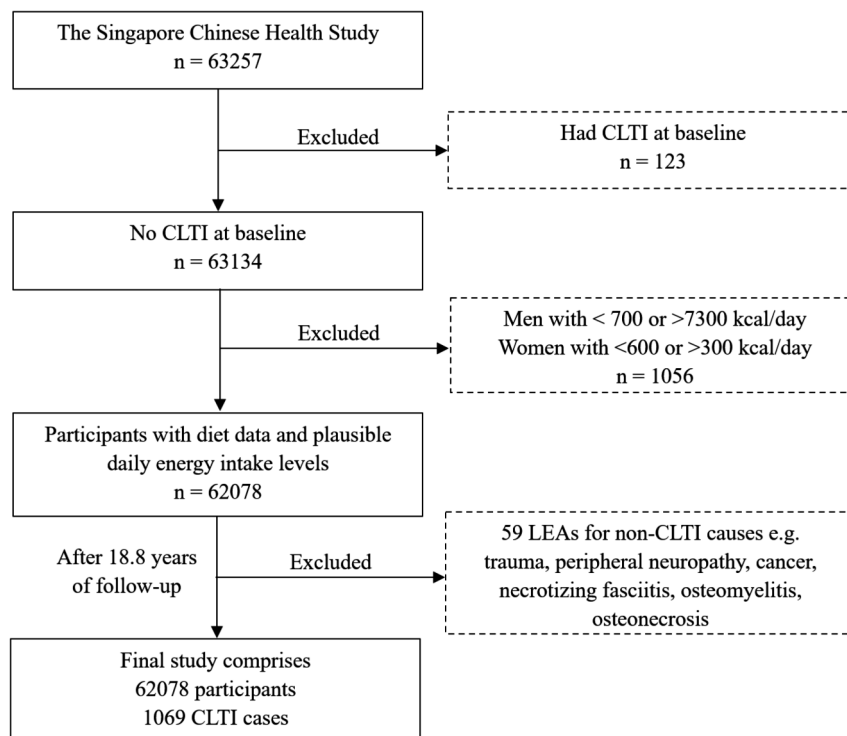 The Singapore Chinese Health Study
n = 63257
Excluded
Had CLTI at baseline
n = 123
No CLTI at baseline
n = 63134
Excluded
Men with < 700 or >7300 kcal/day
Women with <600 or >300 kcal/day
n = 1056
Participants with diet data and plausible
daily energy intake levels
n = 62078
After 18.8 years
of follow-up
Excluded
59 LEAs for non-CLTI causes e.g.
trauma, peripheral neuropathy, cancer,
necrotizing fasciitis, osteomyelitis,
osteonecrosis
Final study comprises
62078 participants
1069 CLTI cases